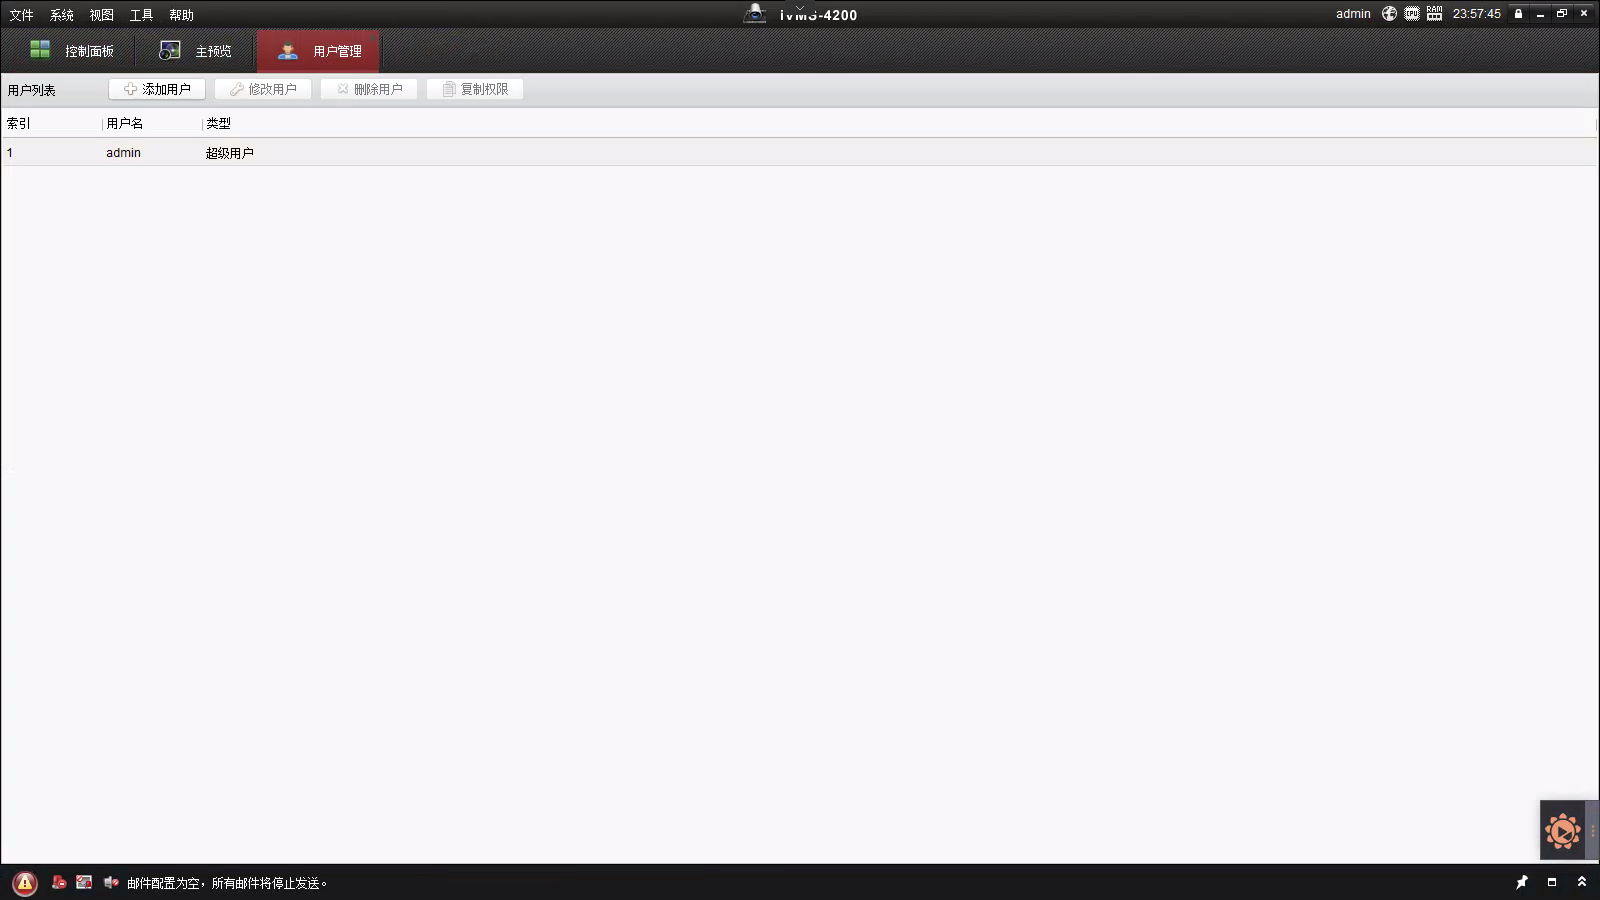 文件 系统 视图 工具 帮助 iVMS-4200 admin CPU RAM 23:57:45
控制面板 主预览 用户管理
用户列表 添加用户 修改用户 删除用户 复制权限
索引 用户名 类型
1 admin 超级用户
邮件配置为空，所有邮件将停止发送。